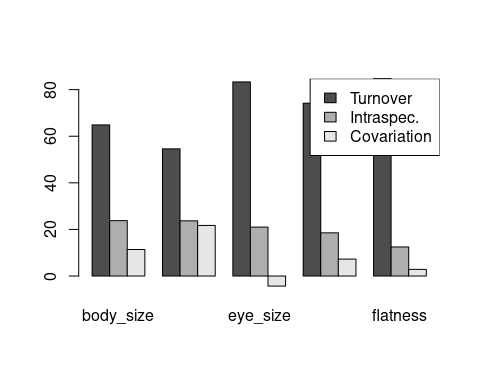 80
60
40
20
0
Turnover
Intraspec.
Covariation
body_size
eye_size
flatness